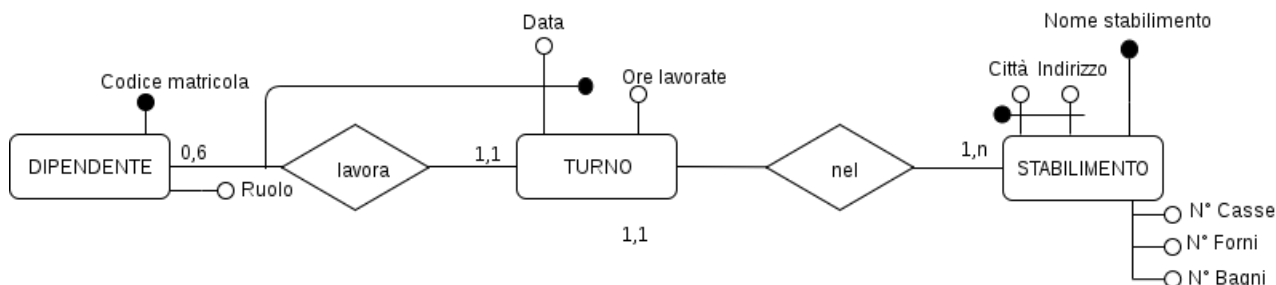 Nome stabilimento
Data
Codice matricola
Ore lavorate
Città Indirizzo
DIPENDENTE
0,6
lavora
1,1
TURNO
nel
1,n
STABILIMENTO
Ruolo
1,1
N° Casse
N° Forni
N° Bagni